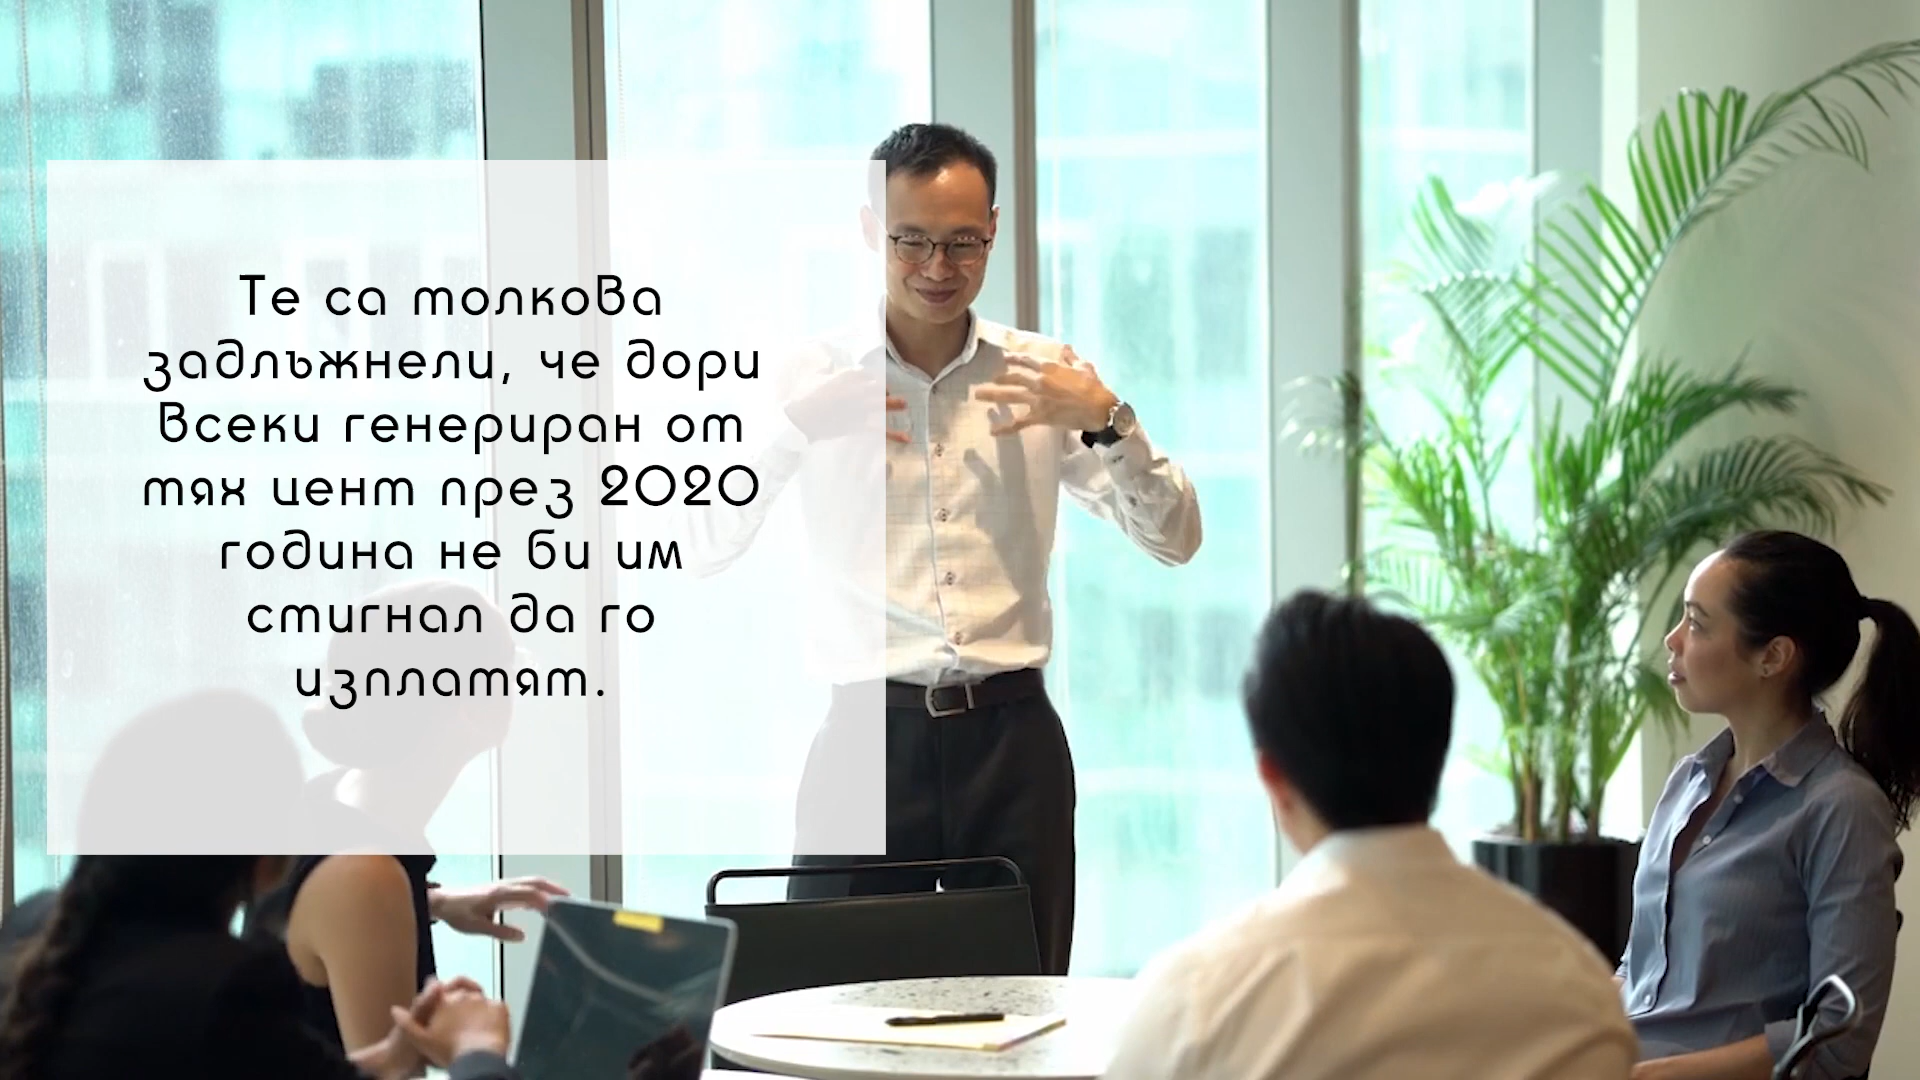 Те са толкова
задлъжнели, че дори
всеки генериран от
тях цент през 2020
година не би им
стигнал да го
изплатят.